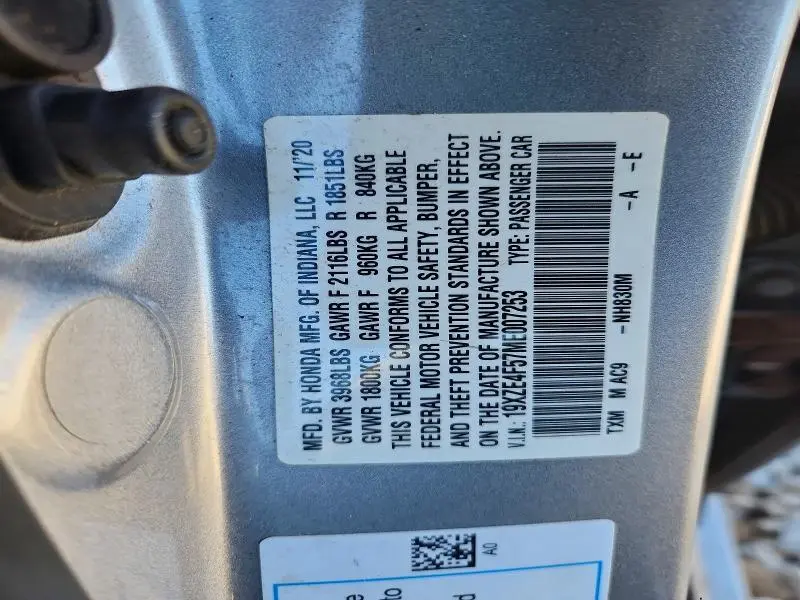 MFD. BY HONDA MFG. OF INDIANA, LLC 11/'20
GVWR 3968LBS GAWR F 2116LBS R 1851LBS
GVWR 1800KG GAWR F 960KG R 840KG
THIS VEHICLE CONFORMS TO ALL APPLICABLE
FEDERAL MOTOR VEHICLE SAFETY, BUMPER,
AND THEFT PREVENTION STANDARDS IN EFFECT
ON THE DATE OF MANUFACTURE SHOWN ABOVE.
V.I.N.: 19XZE4F57ME007253 TYPE: PASSENGER CAR
TXM M AC9 -NH830M -A -E
A0